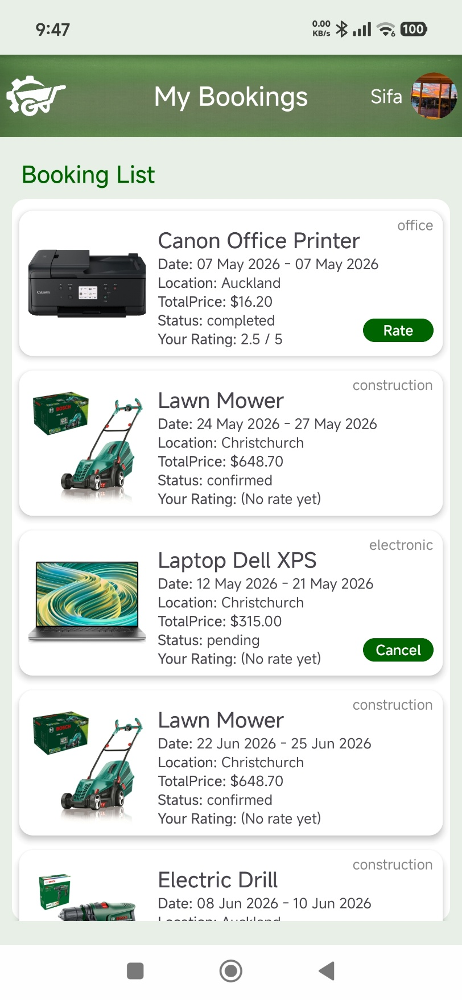 9:47
0.00
KB/s
6
100
My Bookings
Sifa
Booking List
office
Canon Office Printer
Date: 07 May 2026 - 07 May 2026
Location: Auckland
TotalPrice: $16.20
Status: completed
Your Rating: 2.5 / 5
Rate
Canon
construction
Lawn Mower
Date: 24 May 2026 - 27 May 2026
Location: Christchurch
TotalPrice: $648.70
Status: confirmed
Your Rating: (No rate yet)
BOSCH
electronic
Laptop Dell XPS
Date: 12 May 2026 - 21 May 2026
Location: Christchurch
TotalPrice: $315.00
Status: pending
Your Rating: (No rate yet)
Cancel
construction
Lawn Mower
Date: 22 Jun 2026 - 25 Jun 2026
Location: Christchurch
TotalPrice: $648.70
Status: confirmed
Your Rating: (No rate yet)
BOSCH
construction
Electric Drill
Date: 08 Jun 2026 - 10 Jun 2026
Location: Auckland
BOSCH